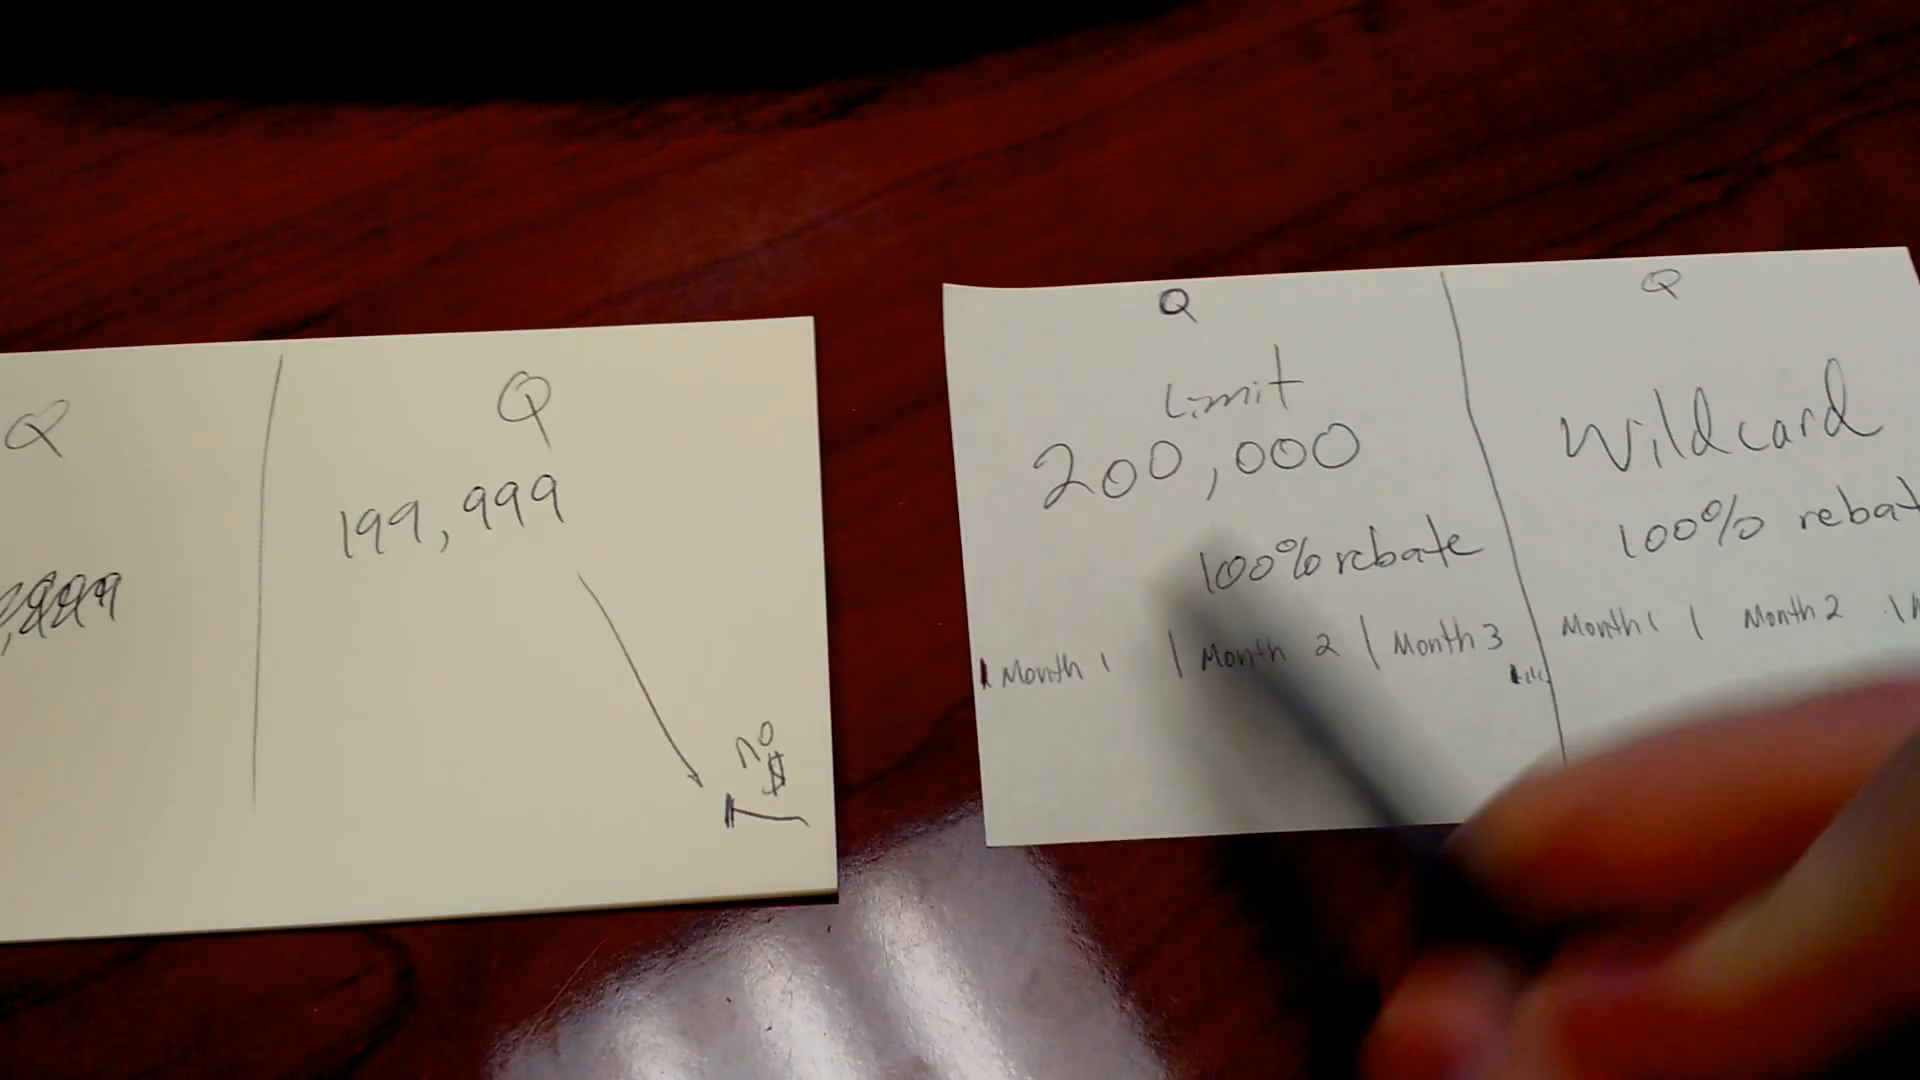 Q
Q
199,999
no
$
Q
Limit
200,000
100% rebate
Month 1 | Month 2 | Month 3
Q
Wildcard
100% rebat
Month 1 | Month 2 |